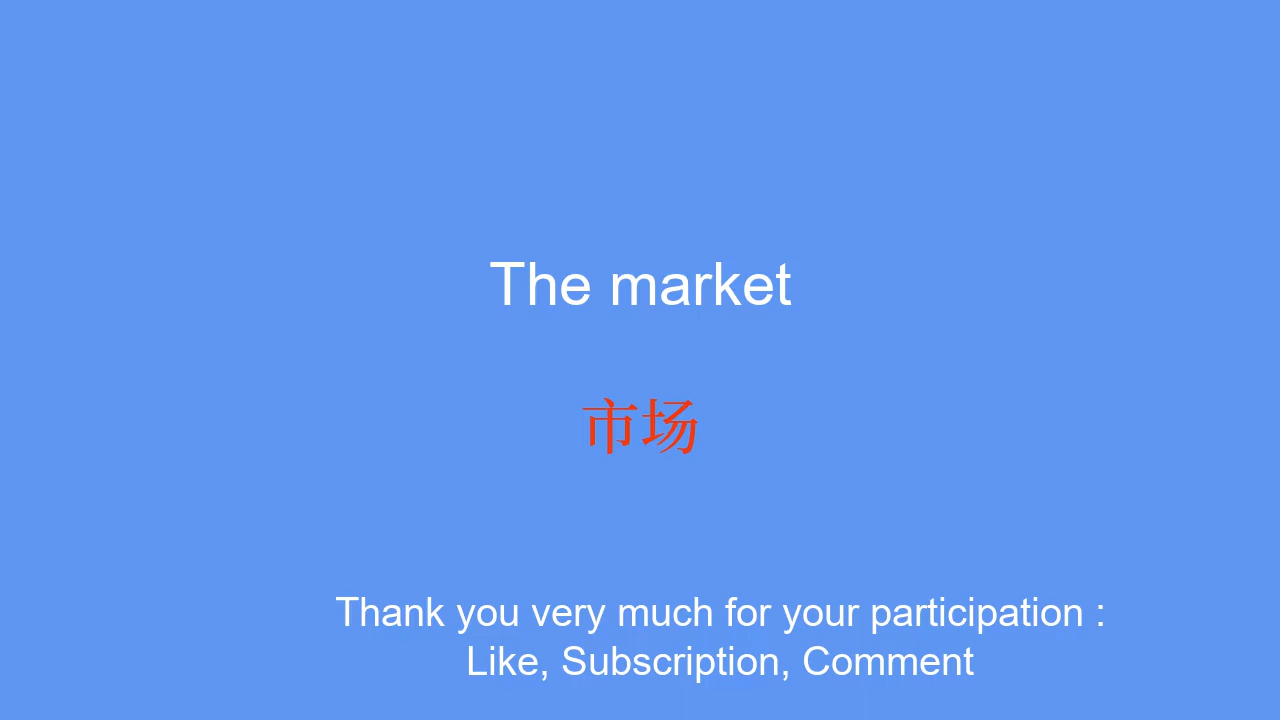 The market
市场
Thank you very much for your participation :
Like, Subscription, Comment